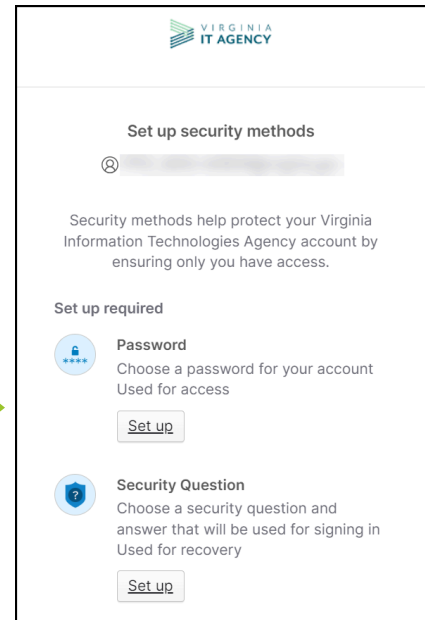 VIRGINIA
IT AGENCY
Set up security methods
Security methods help protect your Virginia
Information Technologies Agency account by
ensuring only you have access.
Set up required
****
Password
Choose a password for your account
Used for access
Set up
?
Security Question
Choose a security question and
answer that will be used for signing in
Used for recovery
Set up